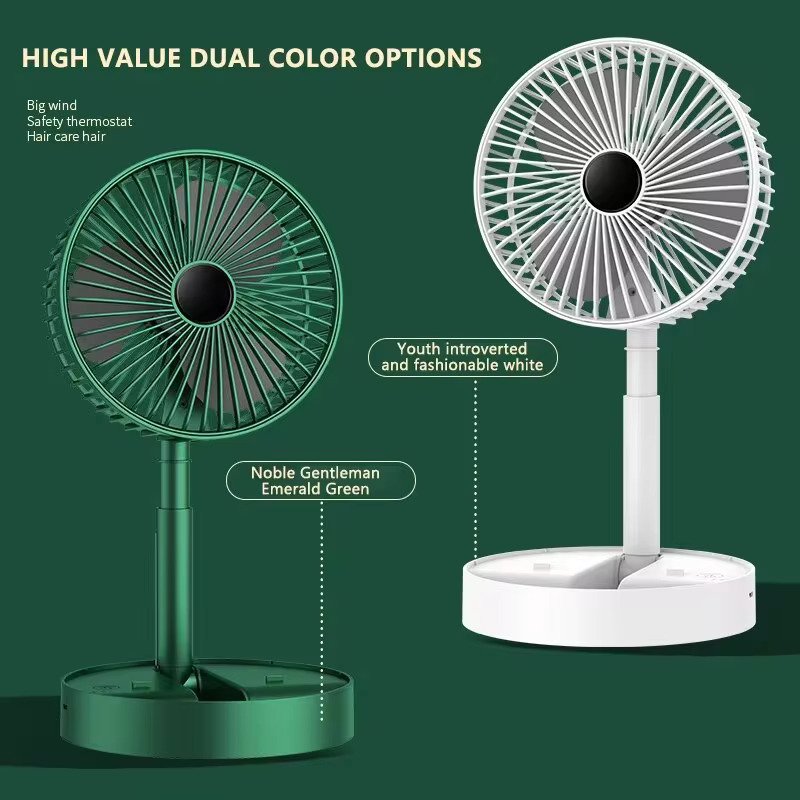 HIGH VALUE DUAL COLOR OPTIONS
Big wind
Safety thermostat
Hair care hair
Youth introverted
and fashionable white
Noble Gentleman
Emerald Green